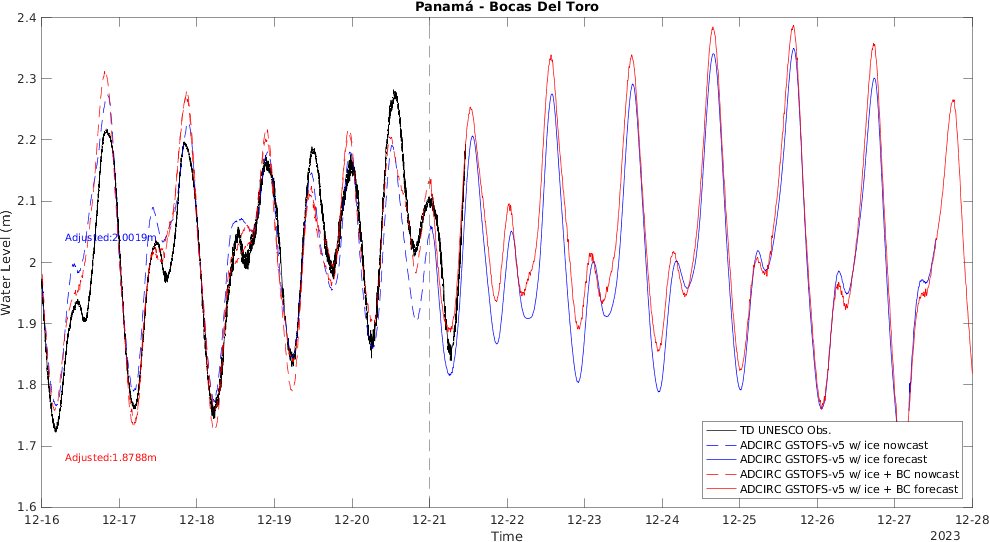 Panamá - Bocas Del Toro
Water Level (m)
2.4
2.3
2.2
2.1
2
1.9
1.8
1.7
1.6
Adjusted:2.0019m
Adjusted:1.8788m
TD UNESCO Obs.
ADCIRC GSTOFS-v5 w/ ice nowcast
ADCIRC GSTOFS-v5 w/ ice forecast
ADCIRC GSTOFS-v5 w/ ice + BC nowcast
ADCIRC GSTOFS-v5 w/ ice + BC forecast
12-16 12-17 12-18 12-19 12-20 12-21 12-22 12-23 12-24 12-25 12-26 12-27 12-28
Time
2023